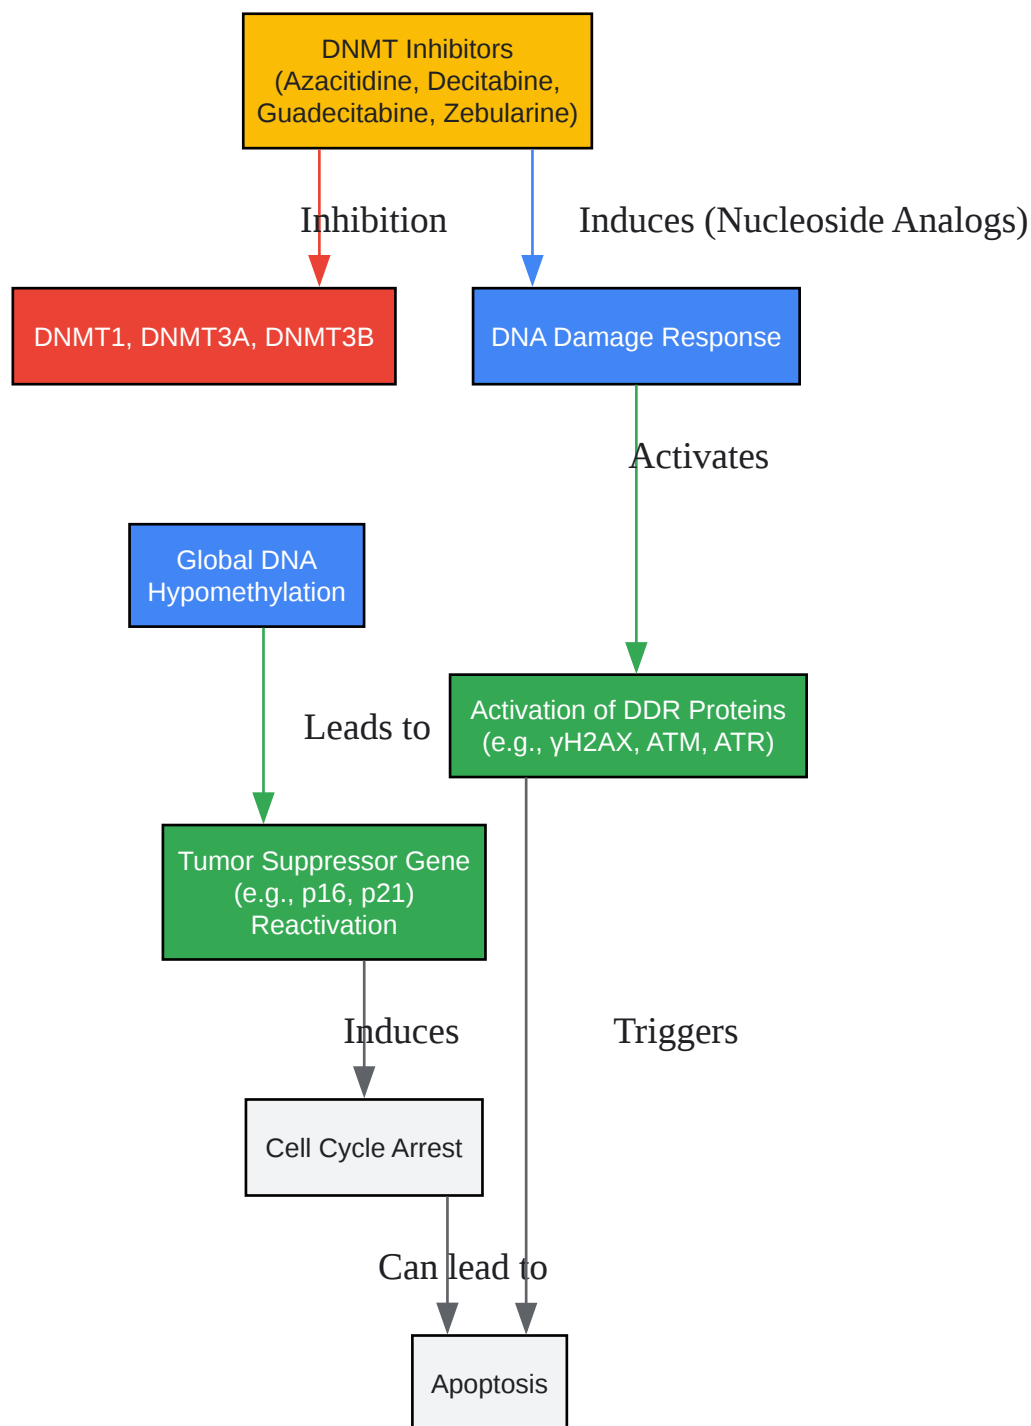 DNMT Inhibitors
(Azacitidine, Decitabine,
Guadecitabine, Zebularine)
Inhibition
Induces (Nucleoside Analogs)
DNMT1, DNMT3A, DNMT3B
DNA Damage Response
Activates
Global DNA
Hypomethylation
Leads to
Activation of DDR Proteins
(e.g., γH2AX, ATM, ATR)
Tumor Suppressor Gene
(e.g., p16, p21)
Reactivation
Induces
Triggers
Cell Cycle Arrest
Can lead to
Apoptosis